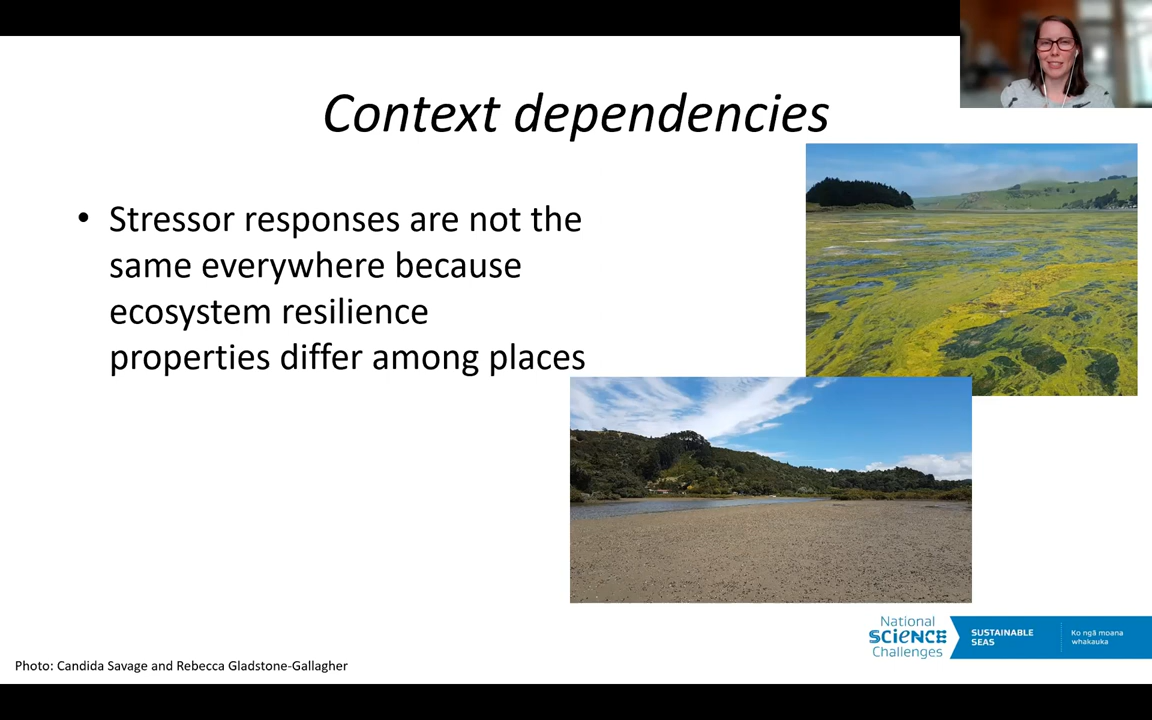 Context dependencies
• Stressor responses are not the
same everywhere because
ecosystem resilience
properties differ among places
National
SCIENCE
Challenges
SUSTAINABLE
SEAS
Ko ngā moana
whakauka
Photo: Candida Savage and Rebecca Gladstone-Gallagher